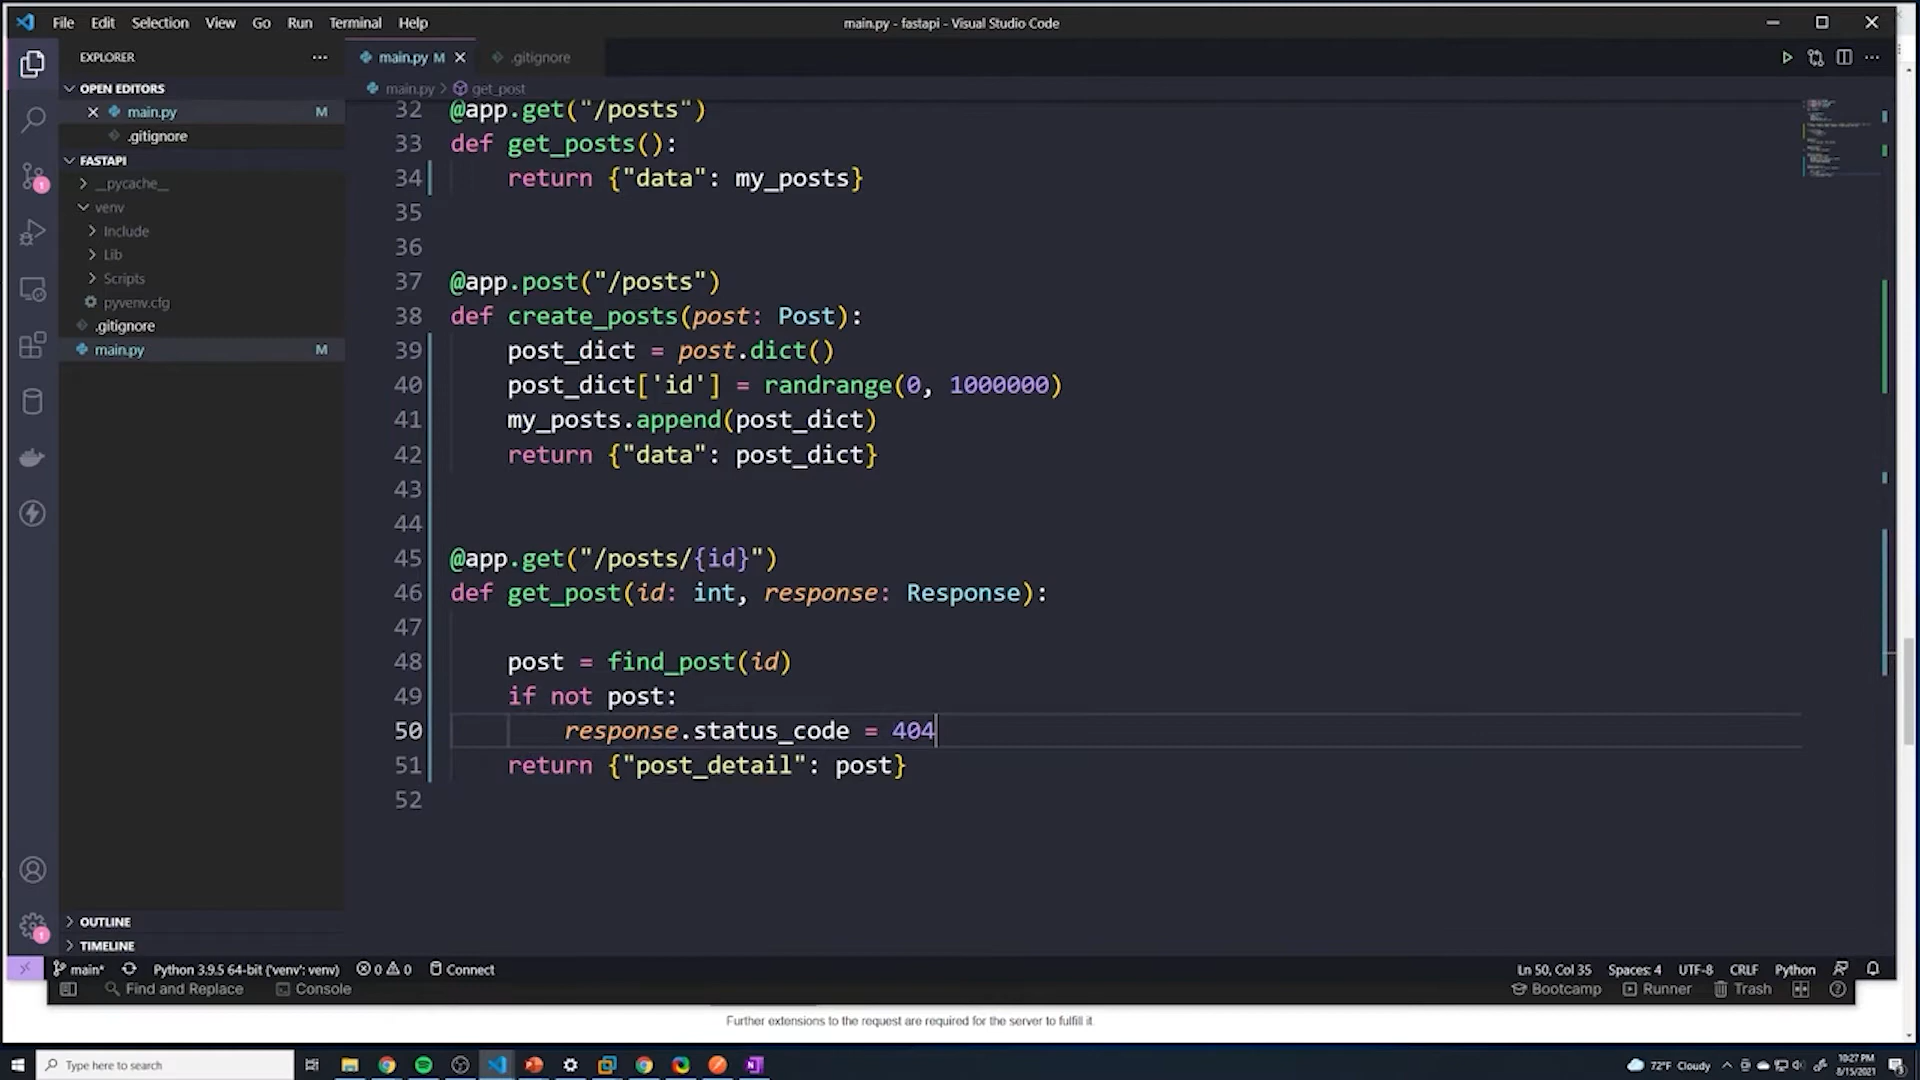 File Edit Selection View Go Run Terminal Help
main.py - fastapi - Visual Studio Code
EXPLORER
main.py M
.gitignore
OPEN EDITORS
main.py M
.gitignore
FASTAPI
__pycache__
venv
Include
Lib
Scripts
pyvenv.cfg
.gitignore
main.py M
OUTLINE
TIMELINE
main.py > get_post
32 @app.get("/posts")
33 def get_posts():
34 return {"data": my_posts}
35
36
37 @app.post("/posts")
38 def create_posts(post: Post):
39 post_dict = post.dict()
40 post_dict['id'] = randrange(0, 1000000)
41 my_posts.append(post_dict)
42 return {"data": post_dict}
43
44
45 @app.get("/posts/{id}")
46 def get_post(id: int, response: Response):
47
48 post = find_post(id)
49 if not post:
50 response.status_code = 404
51 return {"post_detail": post}
52
main* Python 3.9.5 64-bit ('venv': venv) 0 0 Connect
Ln 50, Col 35 Spaces: 4 UTF-8 CRLF Python
Find and Replace Console
Bootcamp Runner Trash
Further extensions to the request are required for the server to fulfill it
Type here to search
72°F Cloudy
10:27 PM
8/15/2021